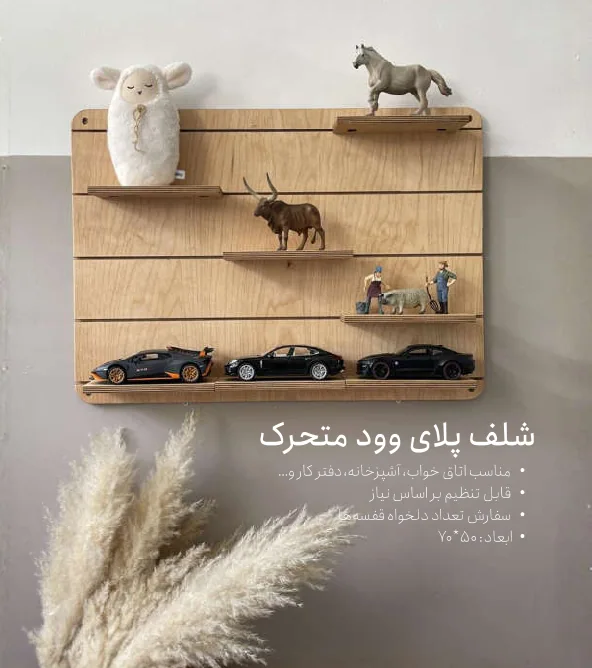 شلف پلای وود متحرک
• مناسب اتاق خواب، آشپزخانه، دفتر کار و...
• قابل تنظیم بر اساس نیاز
• سفارش تعداد دلخواه قفسه‌ها
• ابعاد: ۵۰*۷۰